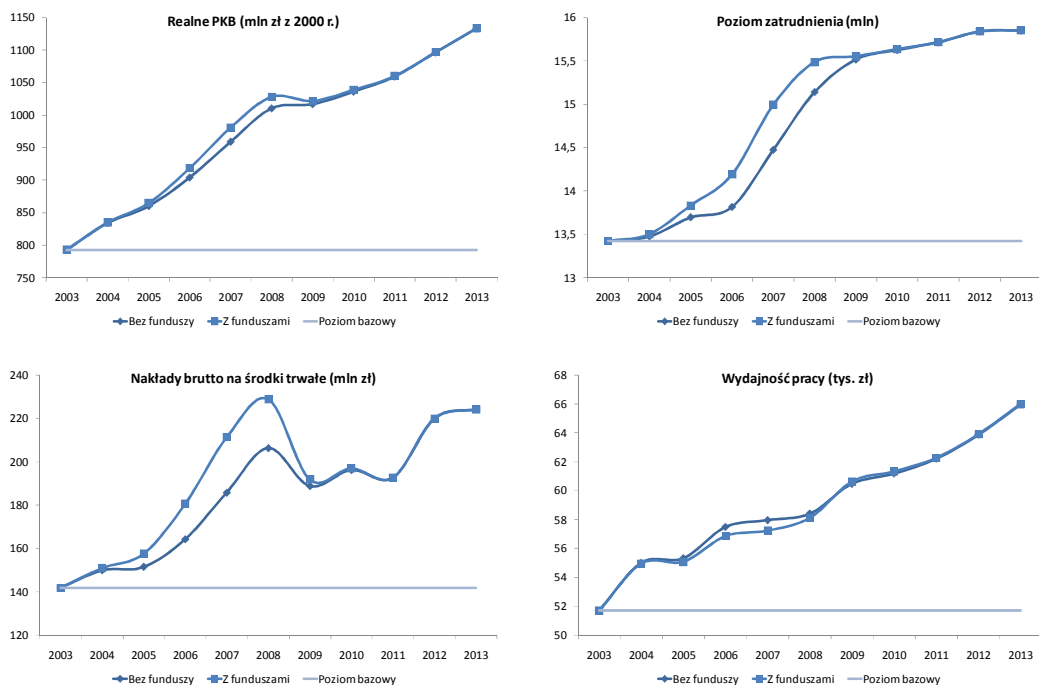 Realne PKB (mln zł z 2000 r.)
1150
1100
1050
1000
950
900
850
800
750
2003 2004 2005 2006 2007 2008 2009 2010 2011 2012 2013
Bez funduszy Z funduszami Poziom bazowy
Poziom zatrudnienia (mln)
16
15,5
15
14,5
14
13,5
13
2003 2004 2005 2006 2007 2008 2009 2010 2011 2012 2013
Bez funduszy Z funduszami Poziom bazowy
Nakłady brutto na środki trwałe (mln zł)
240
220
200
180
160
140
120
2003 2004 2005 2006 2007 2008 2009 2010 2011 2012 2013
Bez funduszy Z funduszami Poziom bazowy
Wydajność pracy (tys. zł)
68
66
64
62
60
58
56
54
52
50
2003 2004 2005 2006 2007 2008 2009 2010 2011 2012 2013
Bez funduszy Z funduszami Poziom bazowy